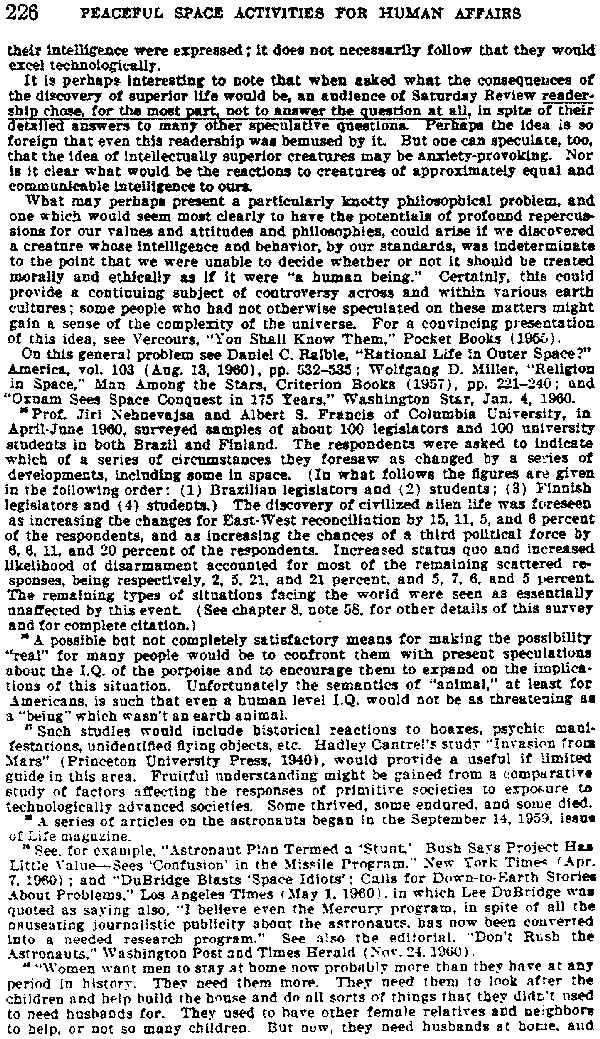 226 PEACEFUL SPACE ACTIVITIES FOR HUMAN AFFAIRS
their intelligence were expressed; it does not necessarily follow that they would
excel technologically.
It is perhaps interesting to note that when asked what the consequences of
the discovery of superior life would be, an audience of Saturday Review reader-
ship chose, for the most part, not to answer the question at all, in spite of their
detailed answers to many other speculative questions. Perhaps the idea is so
foreign that even this readership was bemused by it. But one can speculate, too,
that the idea of intellectually superior creatures may be anxiety-provoking. Nor
is it clear what would be the reactions to creatures of approximately equal and
communicable intelligence to ours.
What may perhaps present a particularly knotty philosophical problem, and
one which would seem most clearly to have the potentials of profound repercus-
sions for our values and attitudes and philosophies, could arise if we discovered
a creature whose intelligence and behavior, by our standards, was indeterminate
to the point that we were unable to decide whether or not it should be treated
morally and ethically as if it were "a human being." Certainly, this could
provide a continuing subject of controversy across and within various earth
cultures; some people who had not otherwise speculated on these matters might
gain a sense of the complexity of the universe. For a convincing presentation
of this idea, see Vercours, "You Shall Know Them," Pocket Books (1955).
On this general problem see Daniel C. Raible, "Rational Life in Outer Space?"
America, vol. 103 (Aug. 13, 1960), pp. 532-535; Wolfgang D. Miller, "Religion
in Space," Man Among the Stars, Criterion Books (1957), pp. 221-240; and
"Oxnam Sees Space Conquest in 175 Years," Washington Star, Jan. 4, 1960.
Prof. Jiri Nehnevajsa and Albert S. Francis of Columbia University, in
April-June 1960, surveyed samples of about 100 legislators and 100 university
students in both Brazil and Finland. The respondents were asked to indicate
which of a series of circumstances they foresaw as changed by a series of
developments, including some in space. (In what follows the figures are given
in the following order: (1) Brazilian legislators and (2) students; (3) Finnish
legislators and (4) students.) The discovery of civilized alien life was foreseen
as increasing the changes for East-West reconciliation by 15, 11, 5, and 6 percent
of the respondents, and as increasing the chances of a third political force by
6, 6, 11, and 20 percent of the respondents. Increased status quo and increased
likelihood of disarmament accounted for most of the remaining scattered re-
sponses, being respectively, 2, 5, 21, and 21 percent, and 5, 7, 6, and 5 percent.
The remaining types of situations facing the world were seen as essentially
unaffected by this event. (See chapter 8, note 58, for other details of this survey
and for complete citation.)
A possible but not completely satisfactory means for making the possibility
"real" for many people would be to confront them with present speculations
about the I.Q. of the porpoise and to encourage them to expand on the implica-
tions of this situation. Unfortunately the semantics of "animal," at least for
Americans, is such that even a human level I.Q. would not be as threatening as
a "being" which wasn't an earth animal.
Such studies would include historical reactions to hoaxes, psychic mani-
festations, unidentified flying objects, etc. Hadley Cantrel's study "Invasion from
Mars" (Princeton University Press, 1940), would provide a useful if limited
guide in this area. Fruitful understanding might be gained from a comparative
study of factors affecting the responses of primitive societies to exposure to
technologically advanced societies. Some thrived, some endured, and some died.
A series of articles on the astronauts began in the September 14, 1959, issue
of Life magazine.
See, for example, "Astronaut Plan Termed a 'Stunt.' Bush Says Project Has
Little Value—Sees 'Confusion' in the Missile Program." New York Times (Apr.
7, 1960); and "DuBridge Blasts 'Space Idiots'; Calls for Down-to-Earth Stories
About Problems," Los Angeles Times (May 1, 1960), in which Lee DuBridge was
quoted as saying also, "I believe even the Mercury program, in spite of all the
nauseating journalistic publicity about the astronauts, has now been converted
into a needed research program." See also the editorial, "Don't Rush the
Astronauts," Washington Post and Times Herald (Nov. 24, 1960).
"Women want men to stay at home now probably more than they have at any
period in history. They need them more. They need them to look after the
children and help build the house and do all sorts of things that they didn't used
to need husbands for. They used to have other female relatives and neighbors
to help, or not so many children. But now, they need husbands at home, and